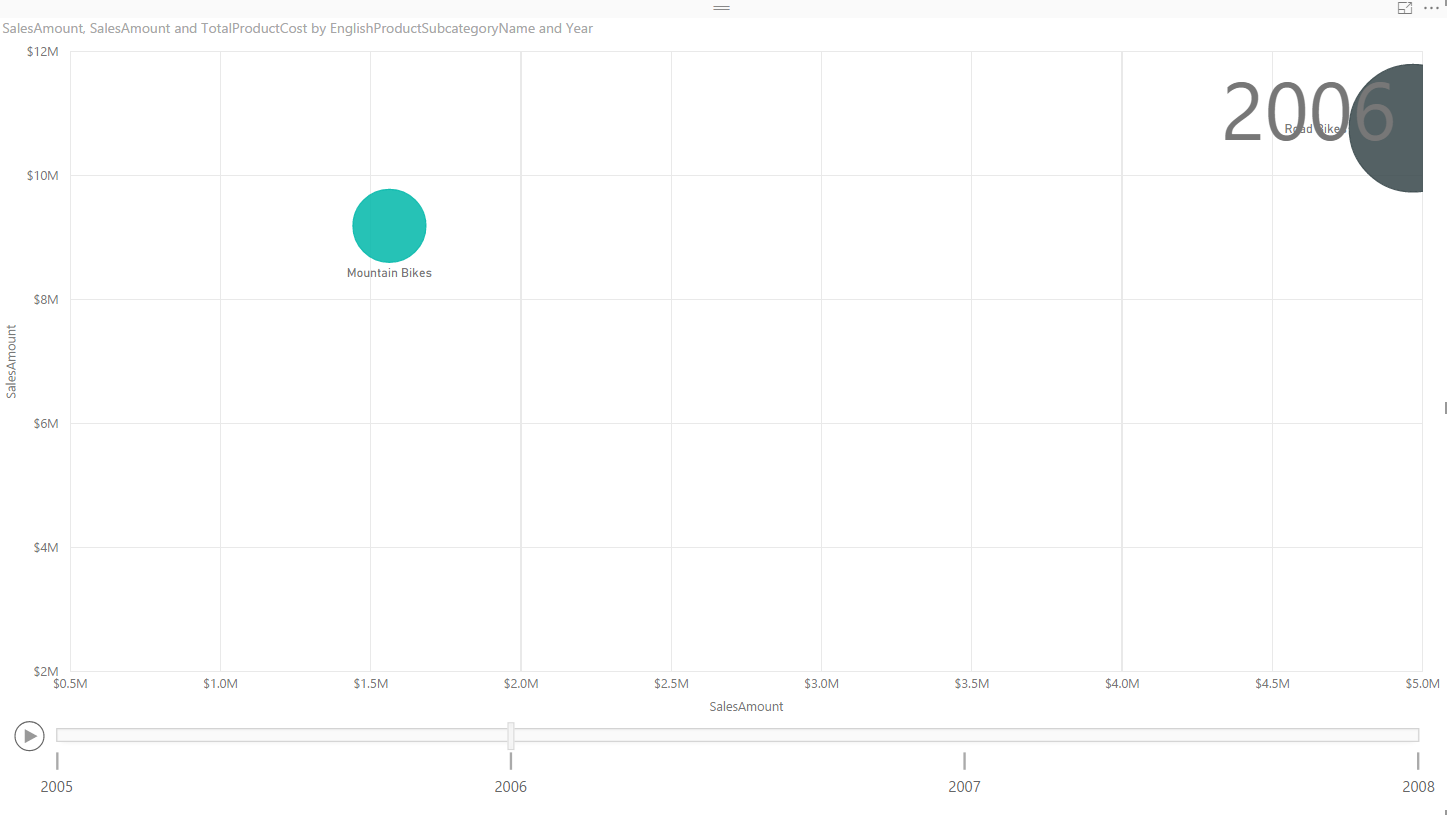 SalesAmount, SalesAmount and TotalProductCost by EnglishProductSubcategoryName and Year
$12M
2006
Road Bikes
$10M
Mountain Bikes
$8M
SalesAmount
$6M
$4M
$2M
$0.5M $1.0M $1.5M $2.0M $2.5M $3.0M $3.5M $4.0M $4.5M $5.0M
SalesAmount
2005 2006 2007 2008